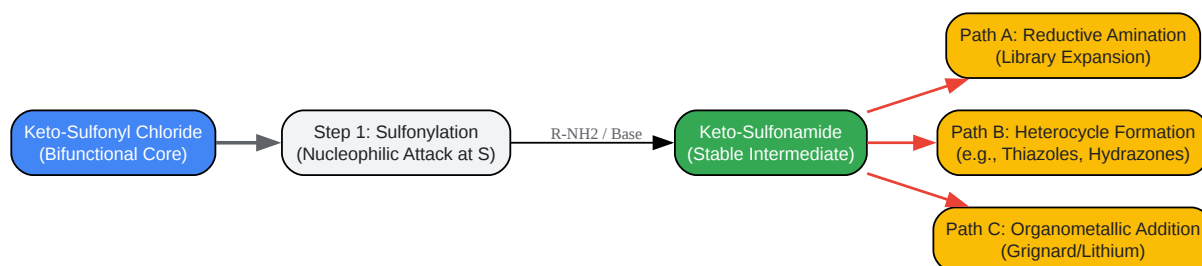 Keto-Sulfonyl Chloride
(Bifunctional Core)
Step 1: Sulfonylation
(Nucleophilic Attack at S)
R-NH2 / Base
Keto-Sulfonamide
(Stable Intermediate)
Path A: Reductive Amination
(Library Expansion)
Path B: Heterocycle Formation
(e.g., Thiazoles, Hydrazones)
Path C: Organometallic Addition
(Grignard/Lithium)